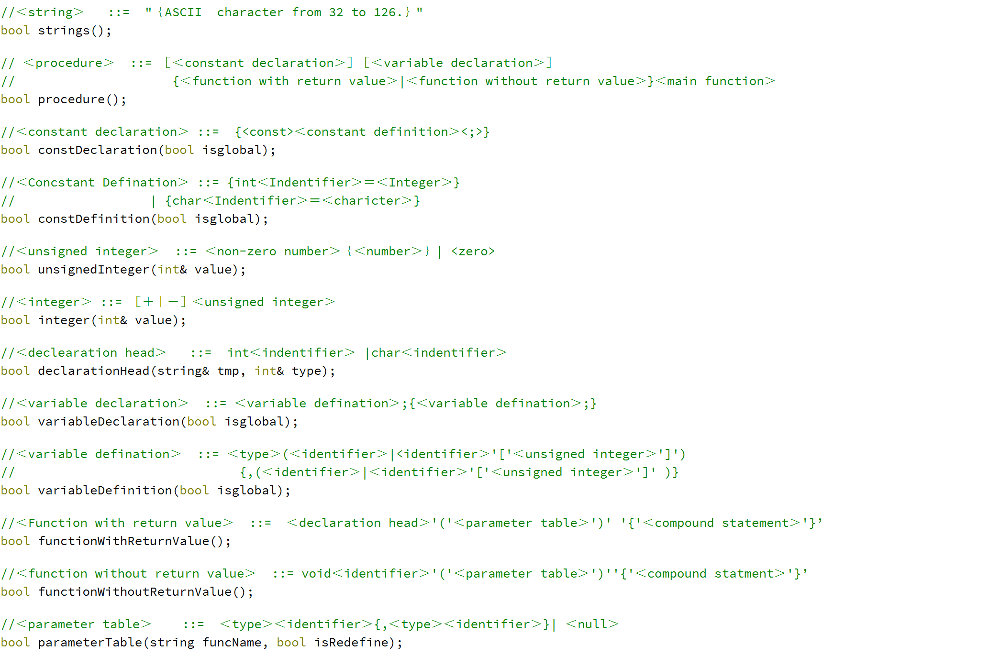 //＜string＞   ::=  "｛ASCII  character from 32 to 126.｝"
bool strings();
// ＜procedure＞  ::= ［＜constant declaration＞］［＜variable declaration＞］
//                     {＜function with return value＞|＜function without return value＞}＜main function＞
bool procedure();
//＜constant declaration＞ ::=  {<const>＜constant definition＞<;>}
bool constDeclaration(bool isglobal);
//＜Concstant Defination＞ ::= {int＜Indentifier＞＝＜Integer＞}
//                  | {char＜Indentifier＞＝＜charicter＞}
bool constDefinition(bool isglobal);
//＜unsigned integer＞  ::= ＜non-zero number＞｛＜number＞｝| <zero>
bool unsignedInteger(int& value);
//＜integer＞ ::= ［＋｜－］＜unsigned integer＞
bool integer(int& value);
//＜declearation head＞   ::=  int＜indentifier＞ |char＜indentifier＞
bool declarationHead(string& tmp, int& type);
//＜variable declaration＞  ::= ＜variable defination＞;{＜variable defination＞;}
bool variableDeclaration(bool isglobal);
//＜variable defination＞  ::= ＜type＞(＜identifier＞|<identifier＞'['＜unsigned integer＞']')
//                              {,(＜identifier＞|＜identifier＞'['＜unsigned integer＞']' )}
bool variableDefinition(bool isglobal);
//＜Function with return value＞  ::=  ＜declaration head＞'('＜parameter table＞')' '{'＜compound statement＞'}’
bool functionWithReturnValue();
//＜function without return value＞  ::= void＜identifier＞'('＜parameter table＞')''{'＜compound statment＞'}’
bool functionWithoutReturnValue();
//＜parameter table＞    ::=  ＜type＞＜identifier＞{,＜type＞＜identifier＞}| ＜null＞
bool parameterTable(string funcName, bool isRedefine);